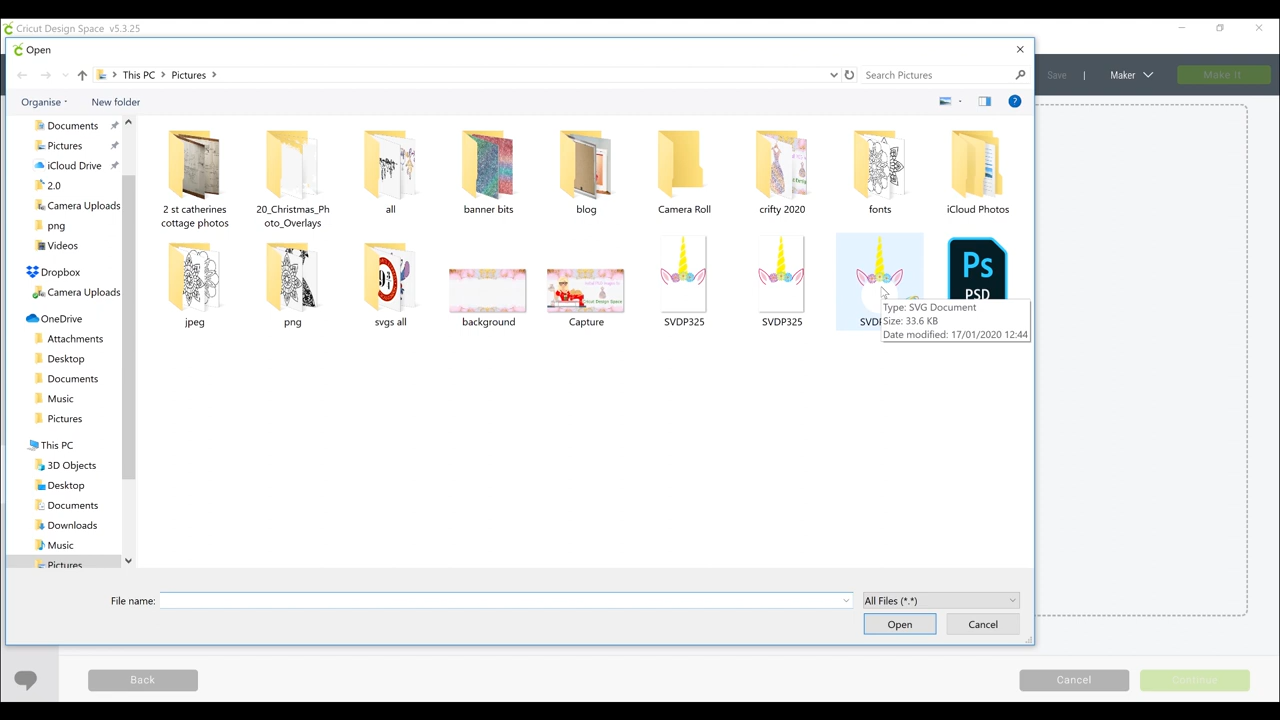 Cricut Design Space v5.3.25
Open
This PC
Pictures
Search Pictures
Save | Maker
Make It
Organise
New folder
Documents
Pictures
iCloud Drive
2.0
Camera Uploads
png
Videos
Dropbox
Camera Uploads
OneDrive
Attachments
Desktop
Documents
Music
Pictures
This PC
3D Objects
Desktop
Documents
Downloads
Music
Pictures
2 st catherines
cottage photos
20_Christmas_Ph
oto_Overlays
all
banner bits
blog
Camera Roll
crifty 2020
fonts
iCloud Photos
jpeg
png
svgs all
background
Capture
SVDP325
SVDP325
Ps
PSD
Type: SVG Document
Size: 33.6 KB
Date modified: 17/01/2020 12:44
File name:
All Files (*.*)
Open
Cancel
Back
Cancel
Continue